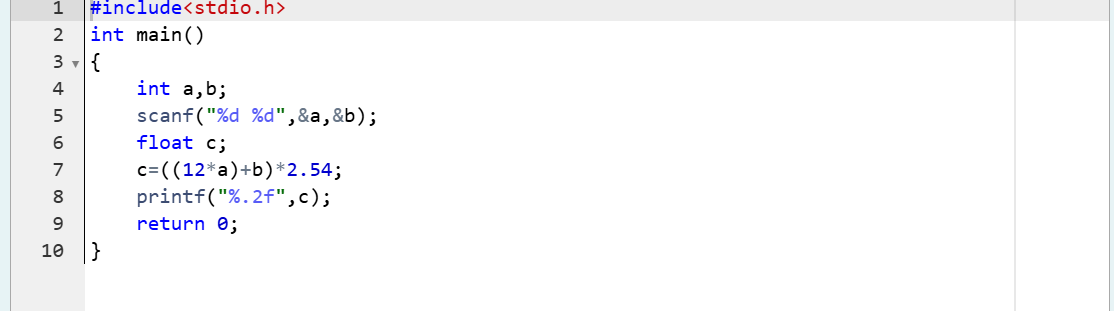 1 #include<stdio.h>
2 int main()
3 {
4     int a,b;
5     scanf("%d %d",&a,&b);
6     float c;
7     c=((12*a)+b)*2.54;
8     printf("%.2f",c);
9     return 0;
10 }